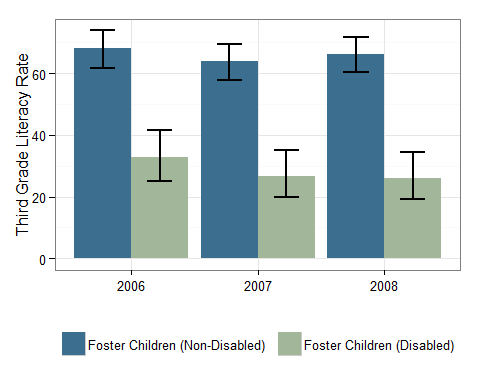 Third Grade Literacy Rate
60
40
20
0
2006 2007 2008
Foster Children (Non-Disabled) Foster Children (Disabled)